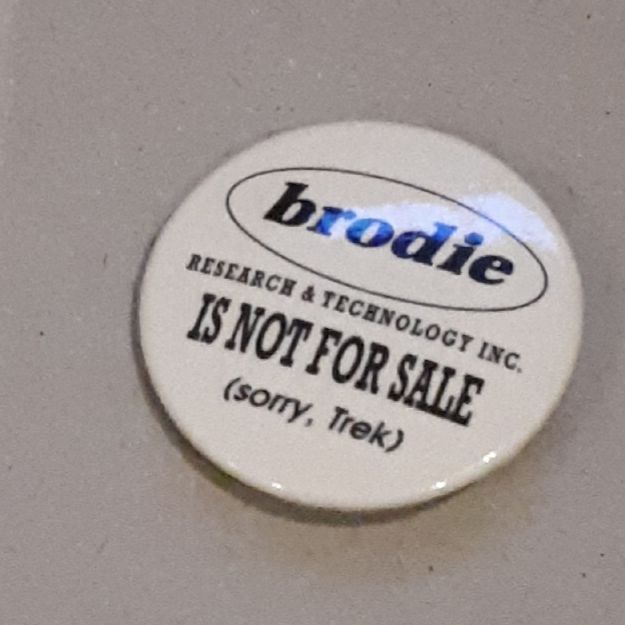 brodie
RESEARCH & TECHNOLOGY INC.
IS NOT FOR SALE
(sorry, Trek)